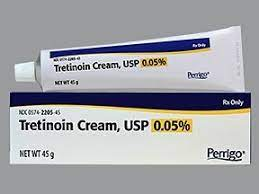 NDC 0574-2205-45
Rx Only
Tretinoin Cream, USP 0.05%
NET WT 45 g
Perrigo
Rx Only
NDC 0574-2205-45
Tretinoin Cream, USP 0.05%
NET WT 45 g
Perrigo